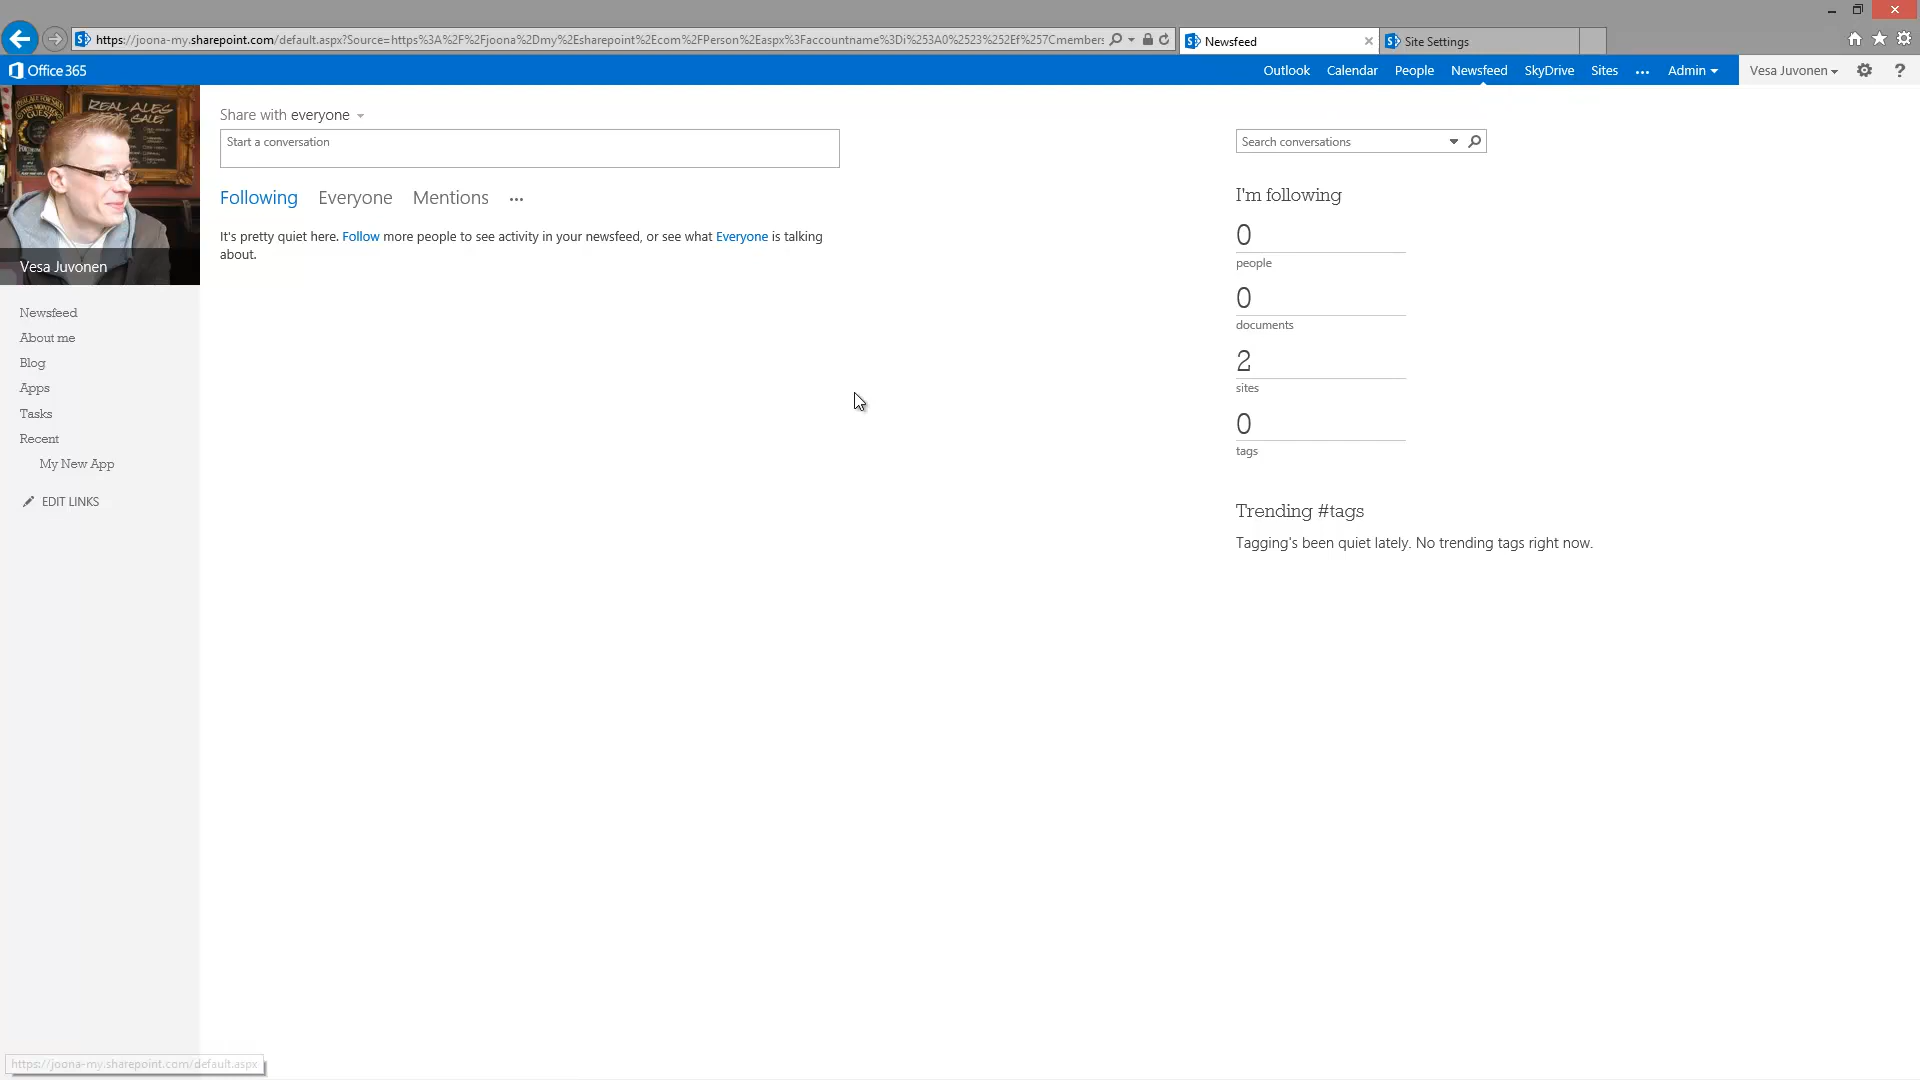 https://joona-my.sharepoint.com/default.aspx?Source=https%3A%2F%2Fjoona%2Dmy%2Esharepoint%2Ecom%2FPerson%2Easpx%3Faccountname%3Di%253A0%2523%252Ef%257Cmembers
Newsfeed
Site Settings
Office 365
Outlook Calendar People Newsfeed SkyDrive Sites ... Admin
Vesa Juvonen
?
REAL ALES
FOR SALE
Vesa Juvonen
Newsfeed
About me
Blog
Apps
Tasks
Recent
My New App
EDIT LINKS
Share with everyone
Start a conversation
Following Everyone Mentions ...
It's pretty quiet here. Follow more people to see activity in your newsfeed, or see what Everyone is talking
about.
Search conversations
I'm following
0
people
0
documents
2
sites
0
tags
Trending #tags
Tagging's been quiet lately. No trending tags right now.
https://joona-my.sharepoint.com/default.aspx